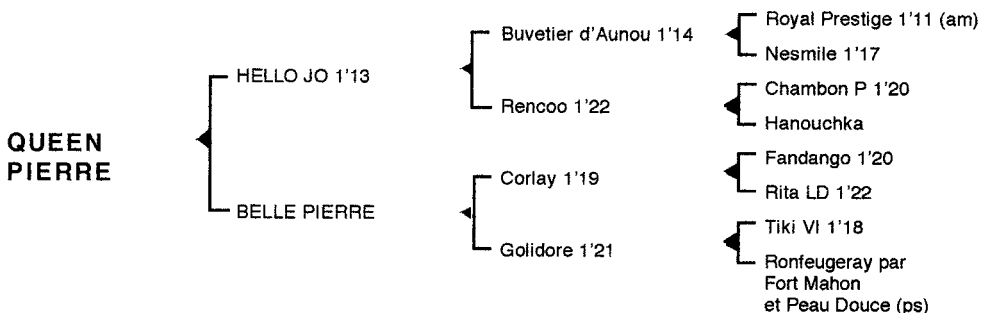 QUEEN
PIERRE
HELLO JO 1'13
BELLE PIERRE
Buvetier d'Aunou 1'14
Rencoo 1'22
Corlay 1'19
Golidore 1'21
Royal Prestige 1'11 (am)
Nesmile 1'17
Chambon P 1'20
Hanouchka
Fandango 1'20
Rita LD 1'22
Tiki VI 1'18
Ronfeugeray par
Fort Mahon
et Peau Douce (ps)